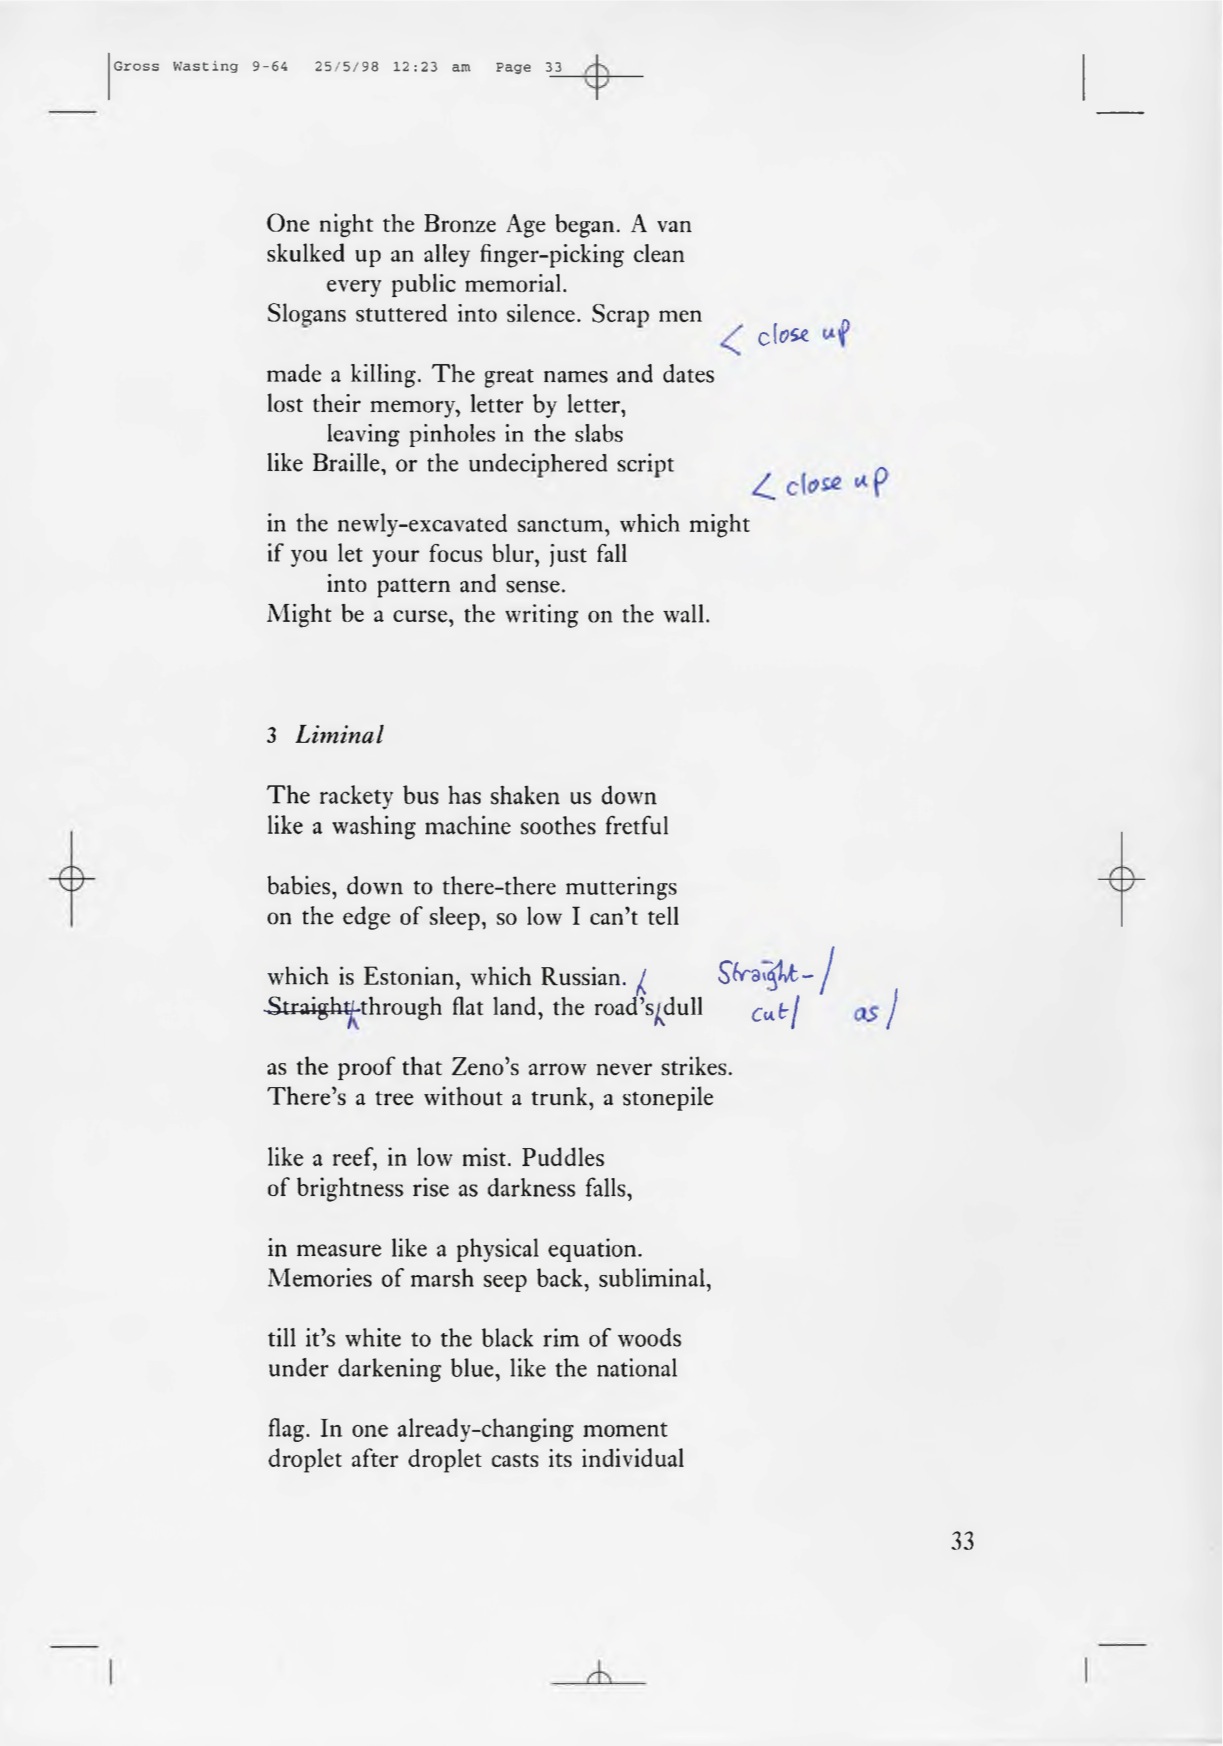 Gross Wasting 9-64 25/5/98 12:23 am Page 33
One night the Bronze Age began. A van
skulked up an alley finger-picking clean
every public memorial.
Slogans stuttered into silence. Scrap men
< close up
made a killing. The great names and dates
lost their memory, letter by letter,
leaving pinholes in the slabs
like Braille, or the undeciphered script
< close up
in the newly-excavated sanctum, which might
if you let your focus blur, just fall
into pattern and sense.
Might be a curse, the writing on the wall.
3 Liminal
The rackety bus has shaken us down
like a washing machine soothes fretful
babies, down to there-there mutterings
on the edge of sleep, so low I can't tell
which is Estonian, which Russian. Straight-/
Straight-through flat land, the road's dull cut/ as/
as the proof that Zeno's arrow never strikes.
There's a tree without a trunk, a stonepile
like a reef, in low mist. Puddles
of brightness rise as darkness falls,
in measure like a physical equation.
Memories of marsh seep back, subliminal,
till it's white to the black rim of woods
under darkening blue, like the national
flag. In one already-changing moment
droplet after droplet casts its individual
33